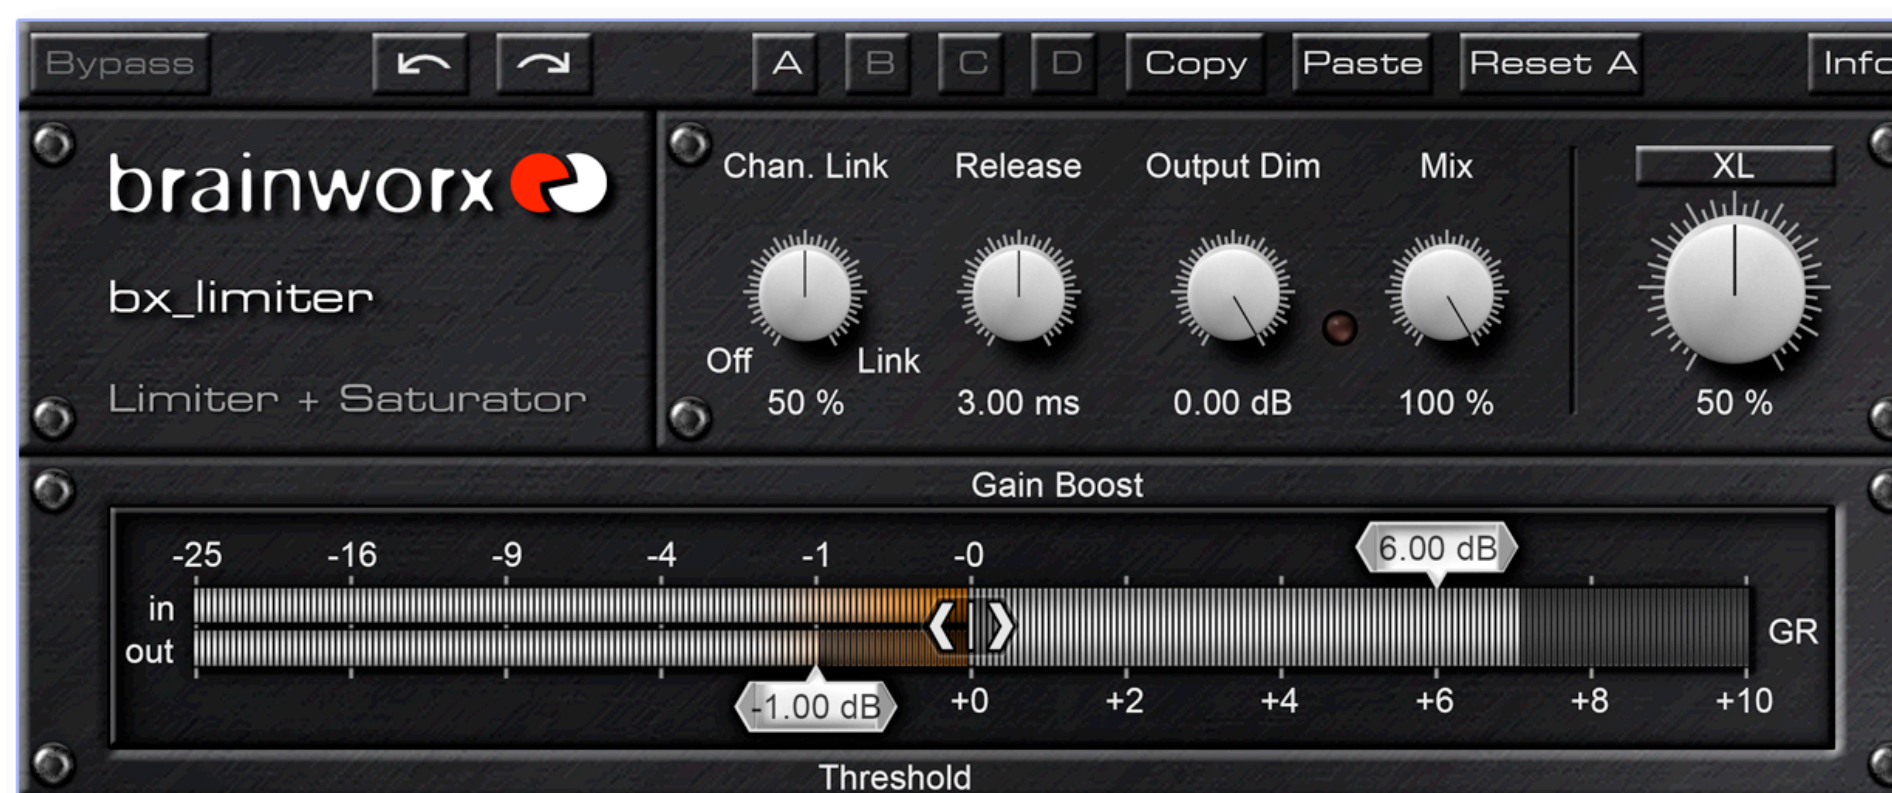 Bypass A B C D Copy Paste Reset A Info
brainworx
bx_limiter
Limiter + Saturator
Chan. Link Release Output Dim Mix XL
Off Link
50 % 3.00 ms 0.00 dB 100 % 50 %
Gain Boost
-25 -16 -9 -4 -1 -0 6.00 dB
in
out
GR
-1.00 dB +0 +2 +4 +6 +8 +10
Threshold